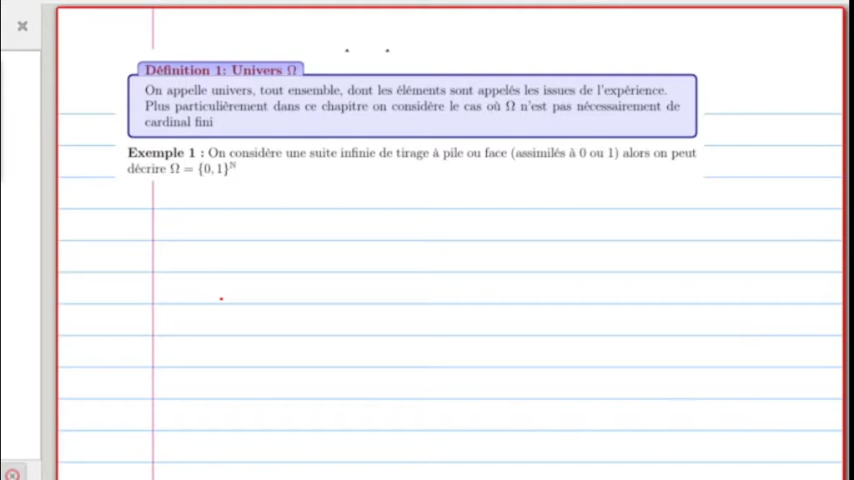 Définition 1: Univers Ω
On appelle univers, tout ensemble, dont les éléments sont appelés les issues de l'expérience.
Plus particulièrement dans ce chapitre on considère le cas où Ω n'est pas nécessairement de
cardinal fini
Exemple 1 : On considère une suite infinie de tirage à pile ou face (assimilés à 0 ou 1) alors on peut
décrire Ω = {0, 1}^ℕ